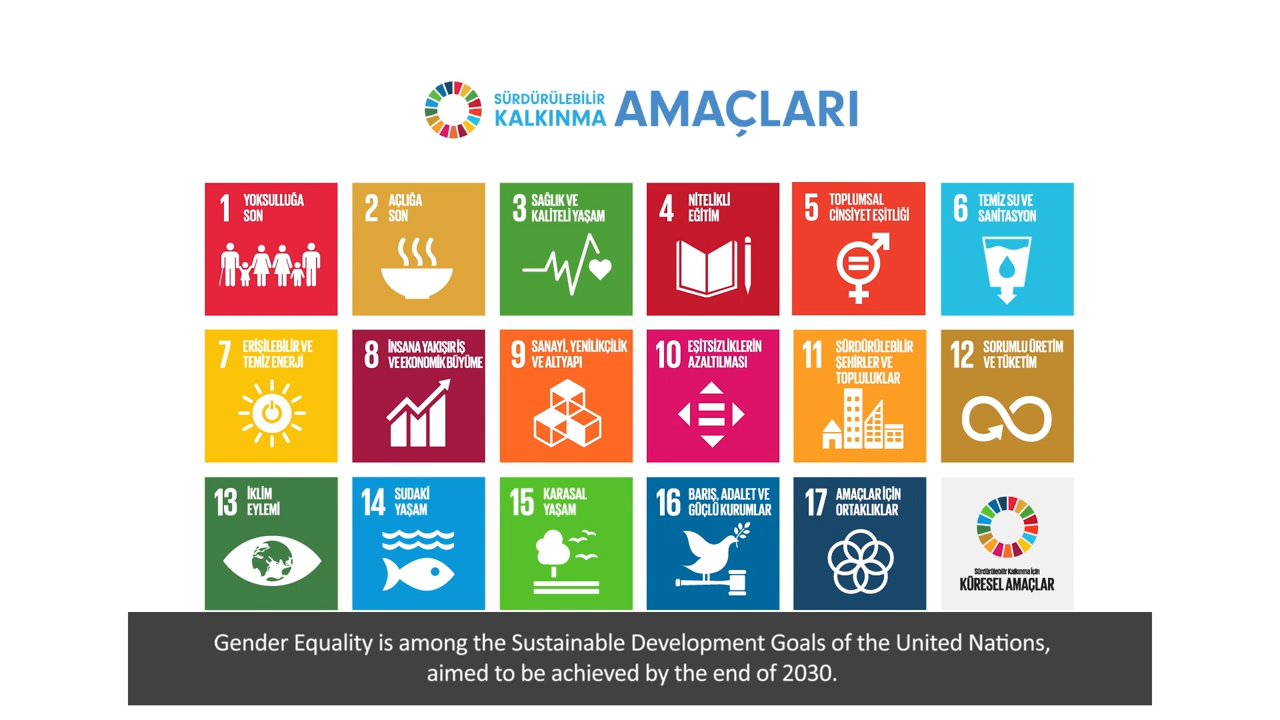 SÜRDÜRÜLEBİLİR
KALKINMA AMAÇLARI
1 YOKSULLUĞA
SON
2 AÇLIĞA
SON
3 SAĞLIK VE
KALİTELİ YAŞAM
4 NİTELİKLİ
EĞİTİM
5 TOPLUMSAL
CİNSİYET EŞİTLİĞİ
6 TEMİZ SU VE
SANİTASYON
7 ERİŞİLEBİLİR VE
TEMİZ ENERJİ
8 İNSANA YAKIŞIR İŞ
VE EKONOMİK BÜYÜME
9 SANAYİ, YENİLİKÇİLİK
VE ALTYAPI
10 EŞİTSİZLİKLERİN
AZALTILMASI
11 SÜRDÜRÜLEBİLİR
ŞEHİRLER VE
TOPLULUKLAR
12 SORUMLU ÜRETİM
VE TÜKETİM
13 İKLİM
EYLEMİ
14 SUDAKİ
YAŞAM
15 KARASAL
YAŞAM
16 BARIŞ, ADALET VE
GÜÇLÜ KURUMLAR
17 AMAÇLAR İÇİN
ORTAKLIKLAR
Sürdürülebilir Kalkınma İçin
KÜRESEL AMAÇLAR
Gender Equality is among the Sustainable Development Goals of the United Nations,
aimed to be achieved by the end of 2030.